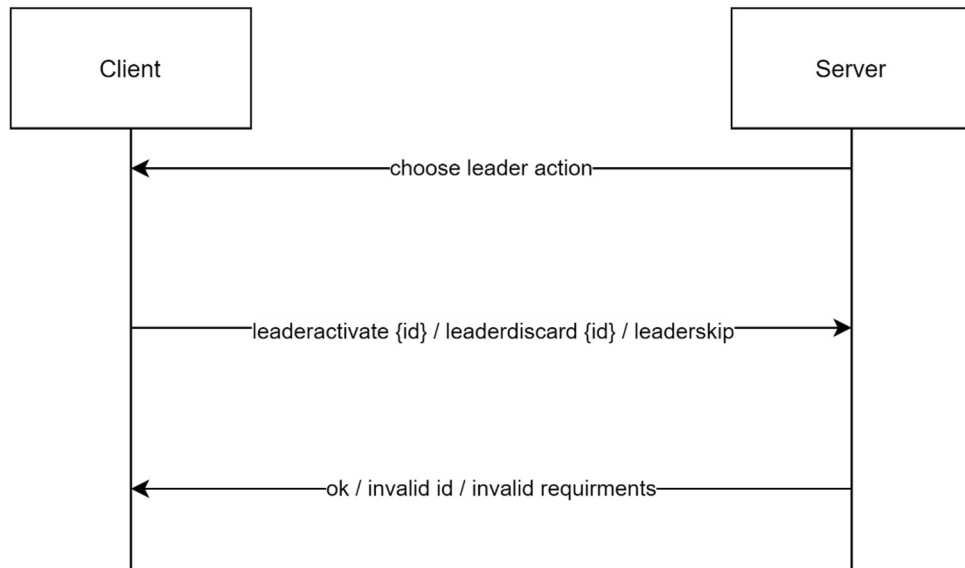 Client
Server
choose leader action
leaderactivate {id} / leaderdiscard {id} / leaderskip
ok / invalid id / invalid requirments